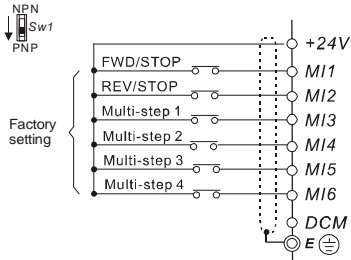 NPN
Sw1
PNP
+24V
FWD/STOP
MI1
REV/STOP
MI2
Multi-step 1
MI3
Factory
setting
Multi-step 2
MI4
Multi-step 3
MI5
Multi-step 4
MI6
DCM
E